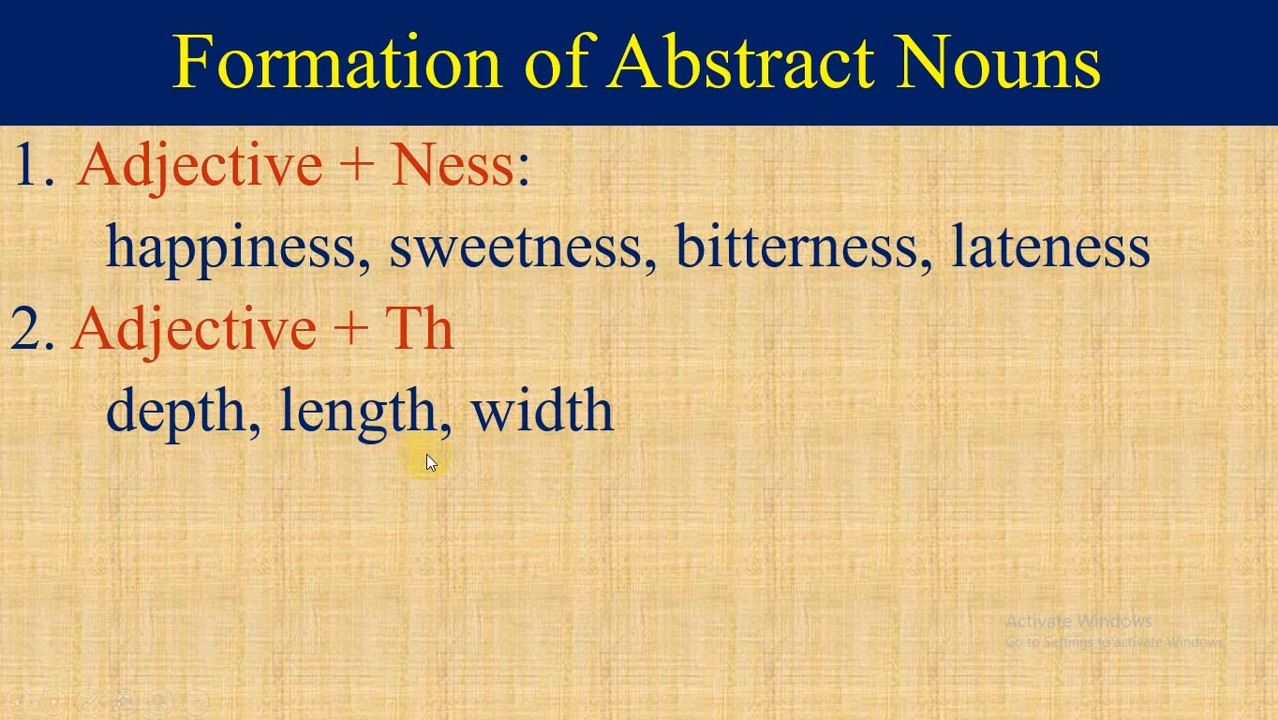 Formation of Abstract Nouns
1. Adjective + Ness:
happiness, sweetness, bitterness, lateness
2. Adjective + Th
depth, length, width
Activate Windows
Go to Settings to activate Windows.